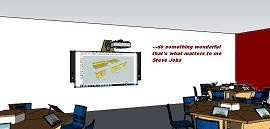 ---do something wonderful
that's what matters to me
Steve Jobs